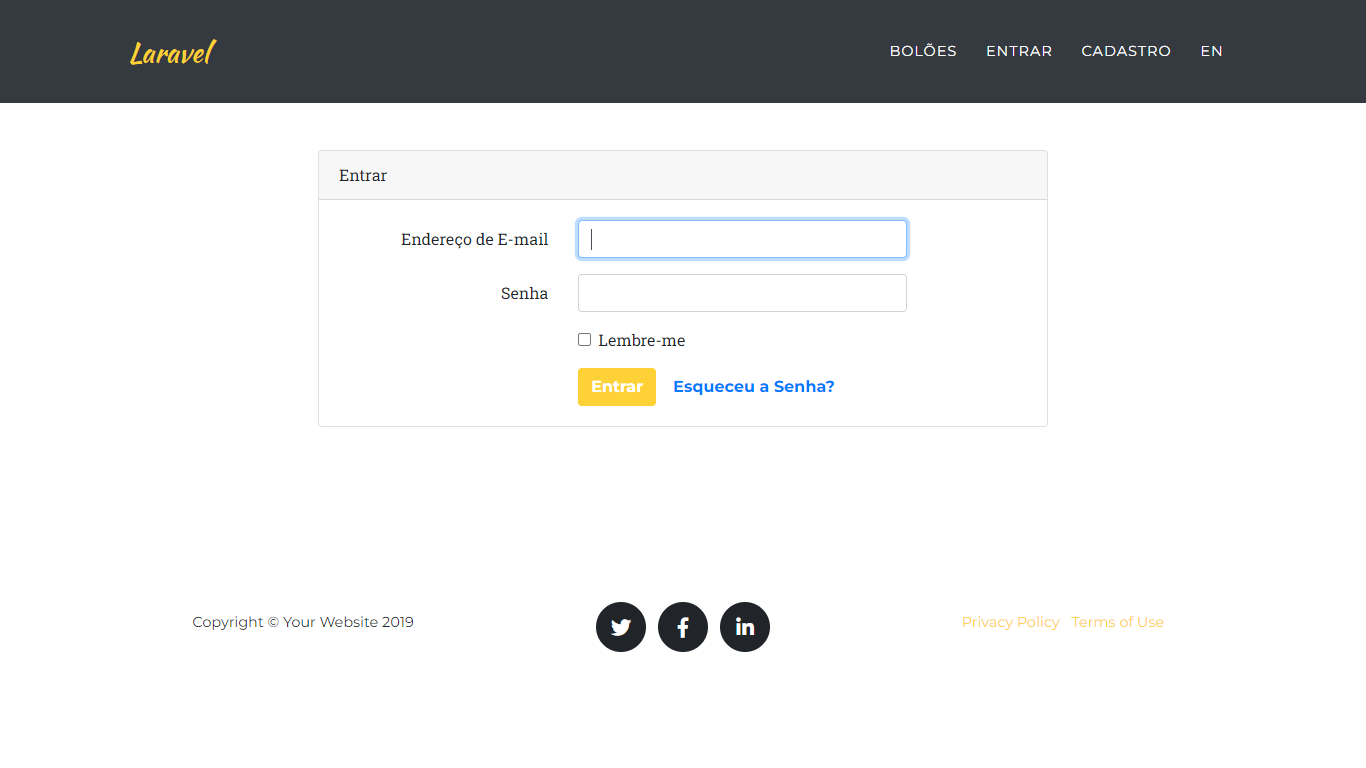 Laravel
BOLÕES ENTRAR CADASTRO EN
Entrar
Endereço de E-mail
Senha
Lembre-me
Entrar Esqueceu a Senha?
Copyright © Your Website 2019
Privacy Policy Terms of Use